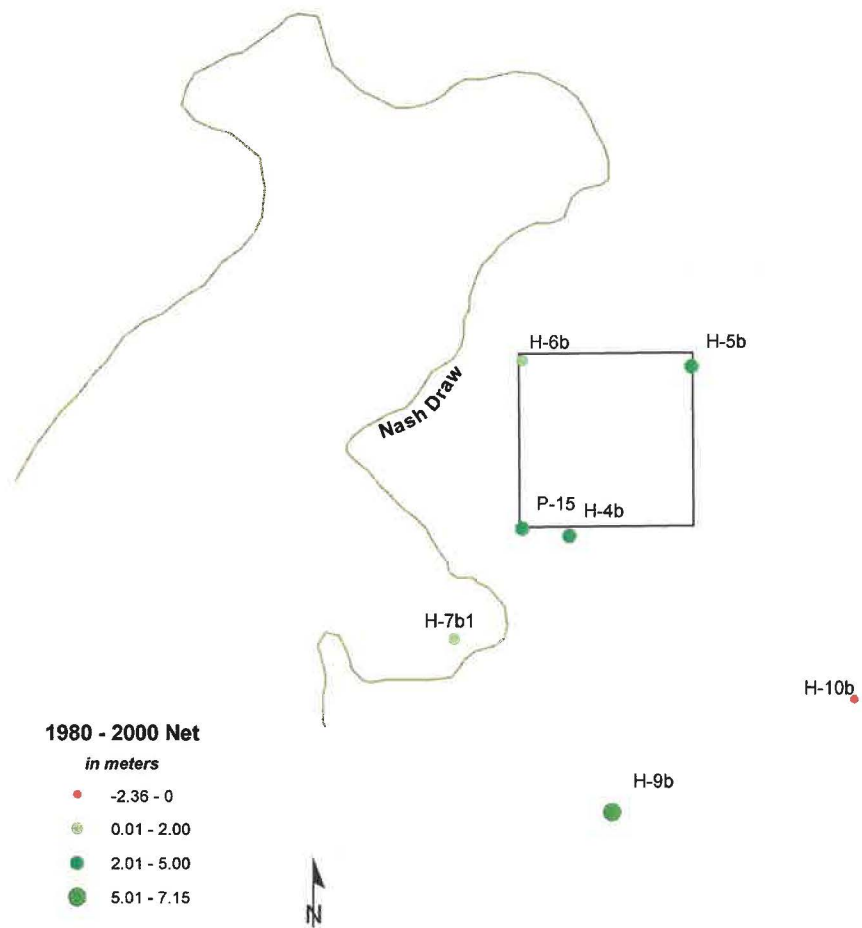 H-6b
H-5b
Nash Draw
P-15
H-4b
H-7b1
H-10b
H-9b
1980 - 2000 Net
in meters
-2.36 - 0
0.01 - 2.00
2.01 - 5.00
5.01 - 7.15
N